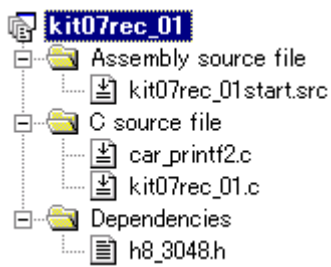 kit07rec_01
Assembly source file
kit07rec_01start.src
C source file
car_printf2.c
kit07rec_01.c
Dependencies
h8_3048.h